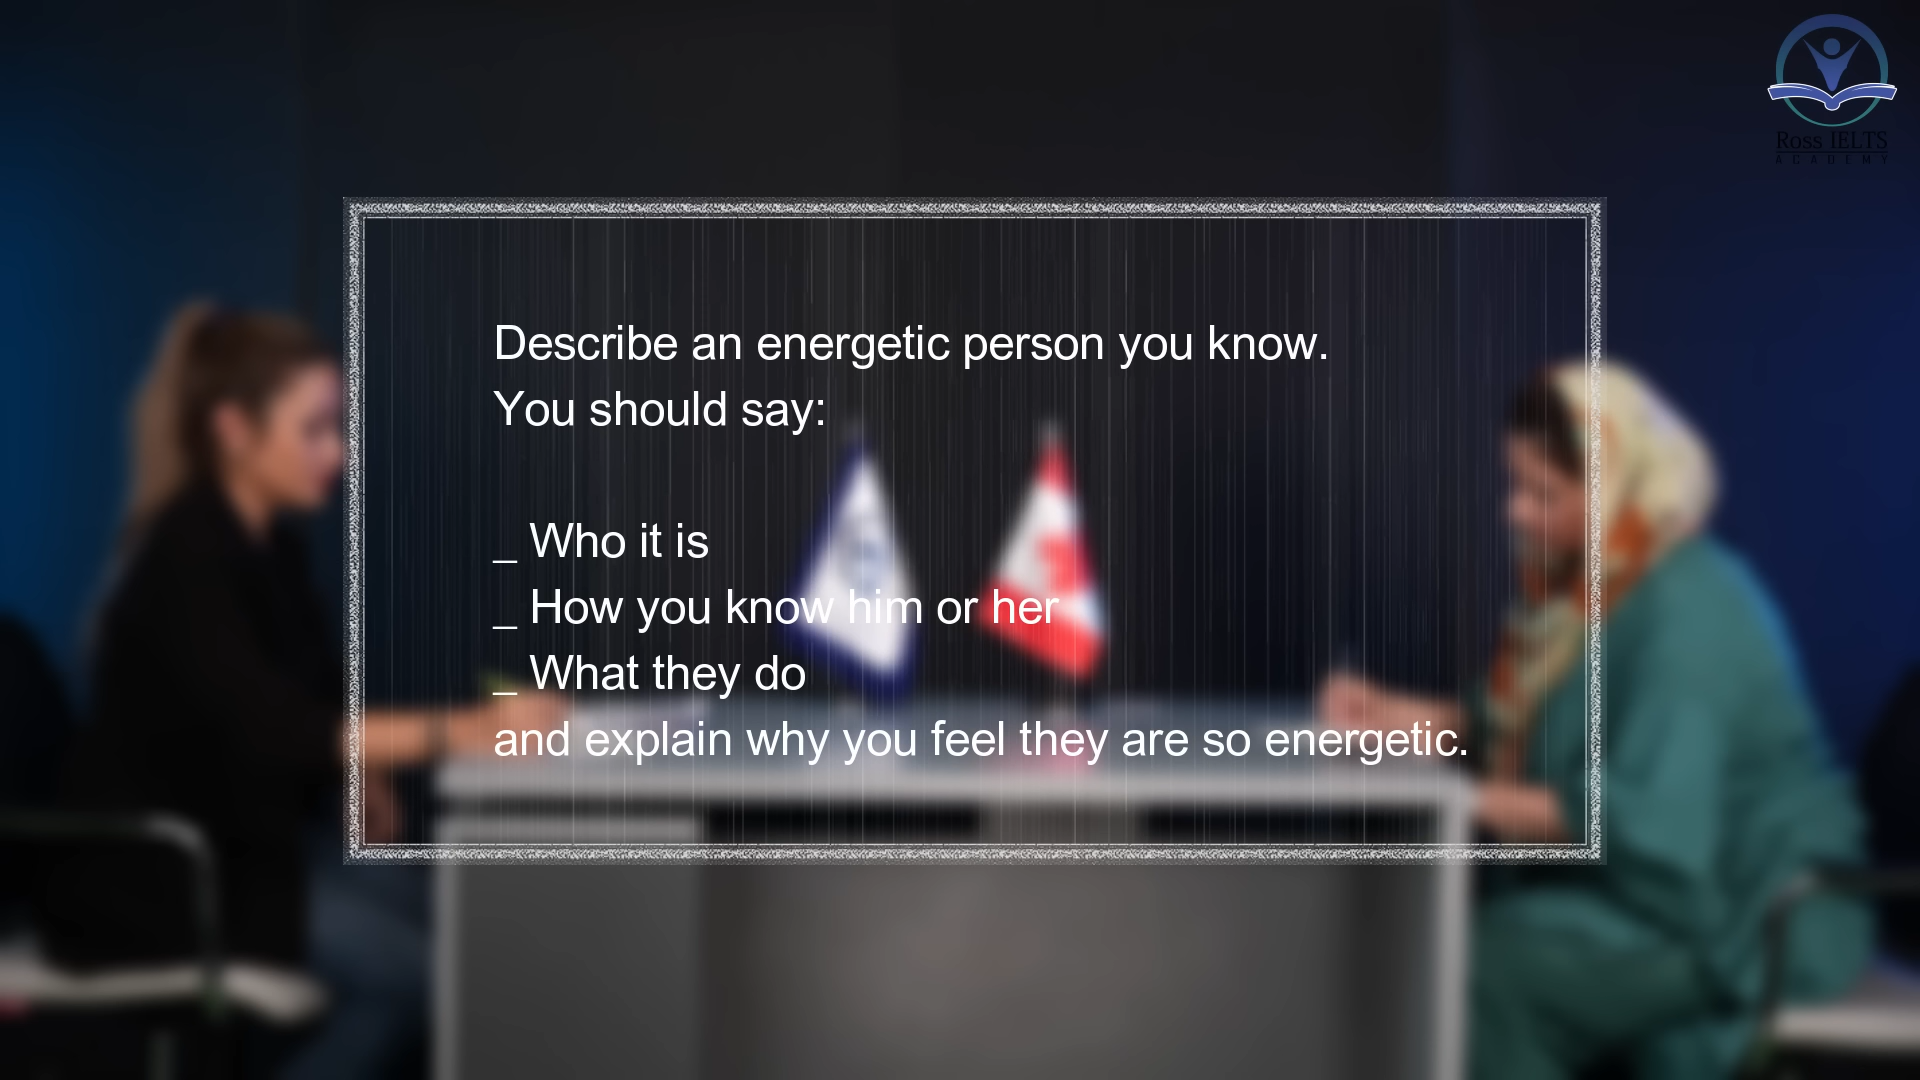 Ross IELTS
ACADEMY
Describe an energetic person you know.
You should say:
_ Who it is
_ How you know him or her
_ What they do
and explain why you feel they are so energetic.